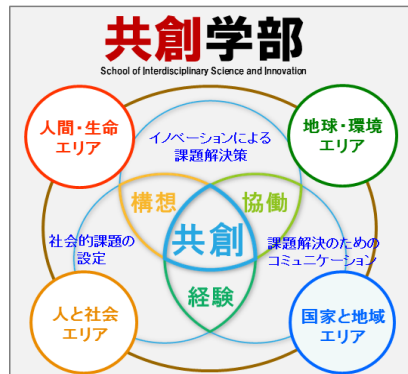 共創学部
School of Interdisciplinary Science and Innovation
人間・生命
エリア
地球・環境
エリア
イノベーションによる
課題解決策
構想
協働
共創
社会的課題の
設定
課題解決のための
コミュニケーション
経験
人と社会
エリア
国家と地域
エリア